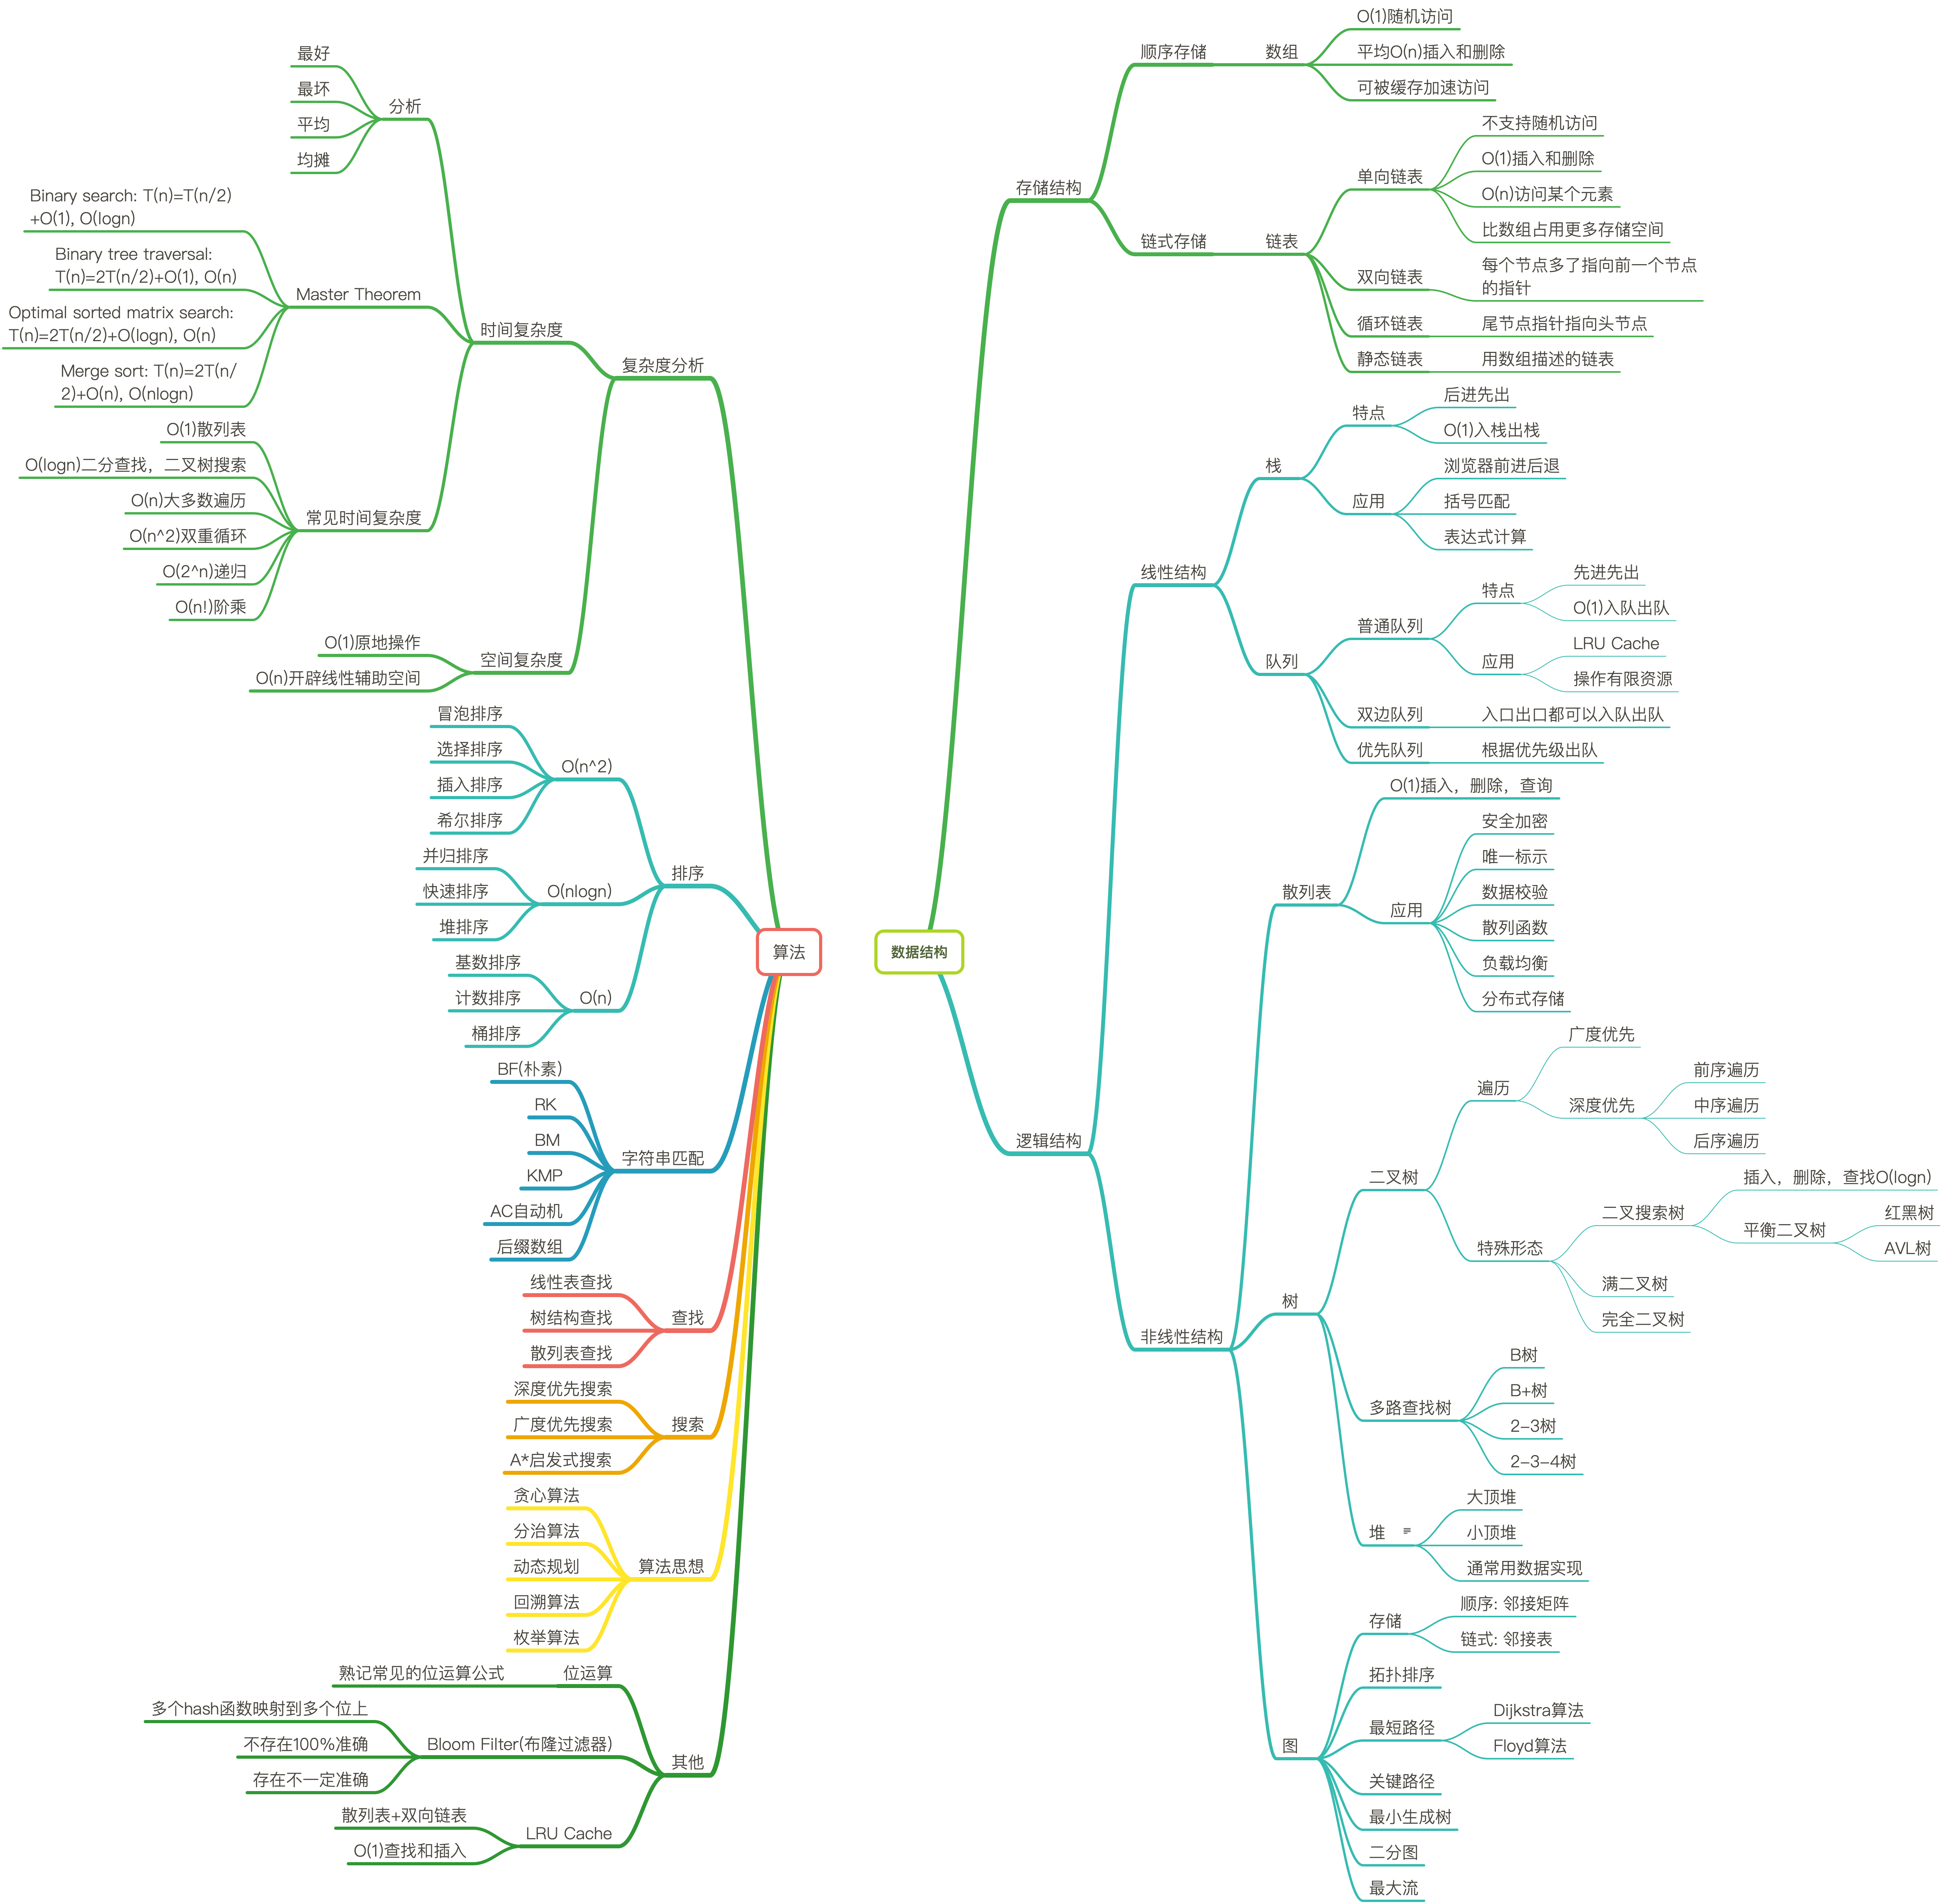 算法
复杂度分析
时间复杂度
分析
最好
最坏
平均
均摊
Master Theorem
Binary search: T(n)=T(n/2)
+O(1), O(logn)
Binary tree traversal:
T(n)=2T(n/2)+O(1), O(n)
Optimal sorted matrix search:
T(n)=2T(n/2)+O(logn), O(n)
Merge sort: T(n)=2T(n/
2)+O(n), O(nlogn)
常见时间复杂度
O(1)散列表
O(logn)二分查找，二叉树搜索
O(n)大多数遍历
O(n^2)双重循环
O(2^n)递归
O(n!)阶乘
空间复杂度
O(1)原地操作
O(n)开辟线性辅助空间
排序
O(n^2)
冒泡排序
选择排序
插入排序
希尔排序
O(nlogn)
并归排序
快速排序
堆排序
O(n)
基数排序
计数排序
桶排序
字符串匹配
BF(朴素)
RK
BM
KMP
AC自动机
后缀数组
查找
线性表查找
树结构查找
散列表查找
搜索
深度优先搜索
广度优先搜索
A*启发式搜索
算法思想
贪心算法
分治算法
动态规划
回溯算法
枚举算法
其他
位运算
熟记常见的位运算公式
Bloom Filter(布隆过滤器)
多个hash函数映射到多个位上
不存在100%准确
存在不一定准确
LRU Cache
散列表+双向链表
O(1)查找和插入
数据结构
存储结构
顺序存储
数组
O(1)随机访问
平均O(n)插入和删除
可被缓存加速访问
链式存储
链表
单向链表
不支持随机访问
O(1)插入和删除
O(n)访问某个元素
比数组占用更多存储空间
双向链表
每个节点多了指向前一个节点
的指针
循环链表
尾节点指针指向头节点
静态链表
用数组描述的链表
逻辑结构
线性结构
栈
特点
后进先出
O(1)入栈出栈
应用
浏览器前进后退
括号匹配
表达式计算
队列
普通队列
特点
先进先出
O(1)入队出队
应用
LRU Cache
操作有限资源
双边队列
入口出口都可以入队出队
优先队列
根据优先级出队
非线性结构
散列表
O(1)插入，删除，查询
应用
安全加密
唯一标示
数据校验
散列函数
负载均衡
分布式存储
树
二叉树
遍历
广度优先
深度优先
前序遍历
中序遍历
后序遍历
特殊形态
二叉搜索树
插入，删除，查找O(logn)
平衡二叉树
红黑树
AVL树
满二叉树
完全二叉树
多路查找树
B树
B+树
2-3树
2-3-4树
堆
大顶堆
小顶堆
通常用数据实现
图
存储
顺序: 邻接矩阵
链式: 邻接表
拓扑排序
最短路径
Dijkstra算法
Floyd算法
关键路径
最小生成树
二分图
最大流